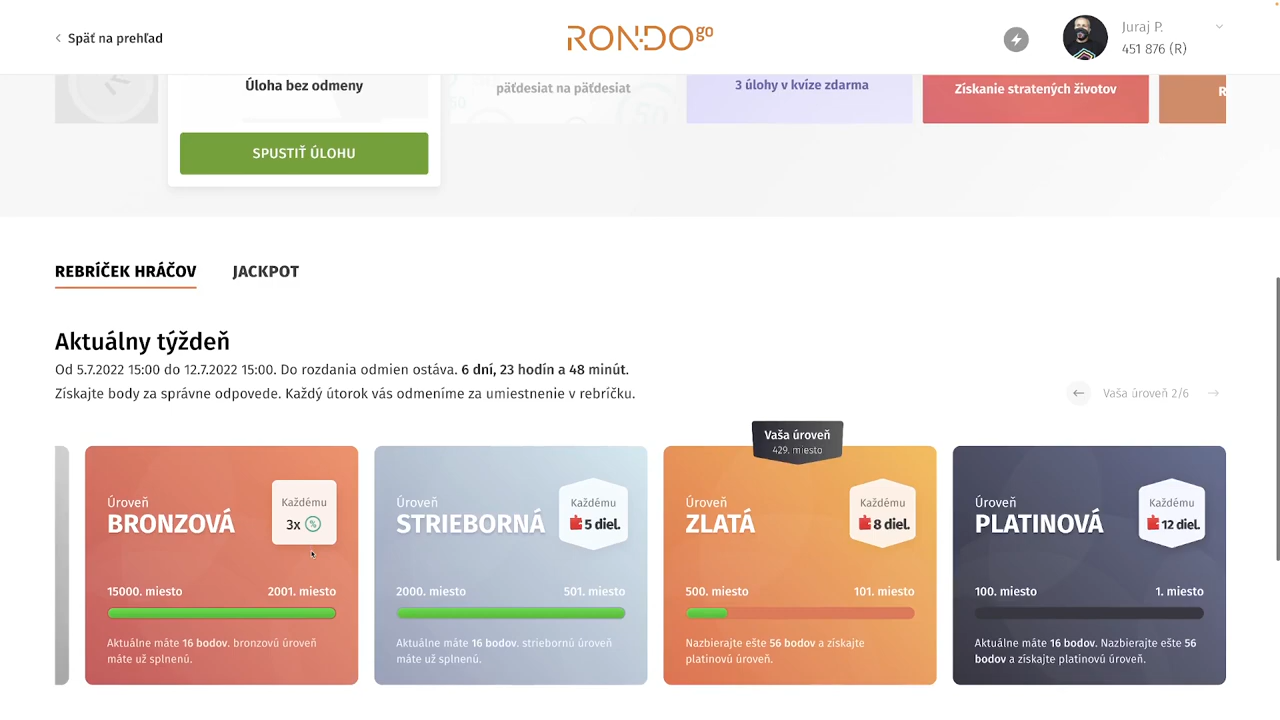 Späť na prehľad
RONDO go
Juraj P.
451 876 (R)
Úloha bez odmeny
päťdesiat na päťdesiat
3 úlohy v kvíze zdarma
Získanie stratených životov
R
50
SPUSTIŤ ÚLOHU
REBRÍČEK HRÁČOV
JACKPOT
Aktuálny týždeň
Od 5.7.2022 15:00 do 12.7.2022 15:00. Do rozdania odmien ostáva. 6 dní, 23 hodín a 48 minút.
Získajte body za správne odpovede. Každý útorok vás odmeníme za umiestnenie v rebríčku.
Vaša úroveň 2/6
Úroveň
BRONZOVÁ
Každému
3x %
15000. miesto
2001. miesto
Aktuálne máte 16 bodov. bronzovú úroveň
máte už splnenú.
Úroveň
STRIEBORNÁ
Každému
5 diel.
2000. miesto
501. miesto
Aktuálne máte 16 bodov. striebornú úroveň
máte už splnenú.
Vaša úroveň
429. miesto
Úroveň
ZLATÁ
Každému
8 diel.
500. miesto
101. miesto
Nazbierajte ešte 56 bodov a získajte
platinovú úroveň.
Úroveň
PLATINOVÁ
Každému
12 diel.
100. miesto
1. miesto
Aktuálne máte 16 bodov. Nazbierajte ešte 56
bodov a získajte platinovú úroveň.